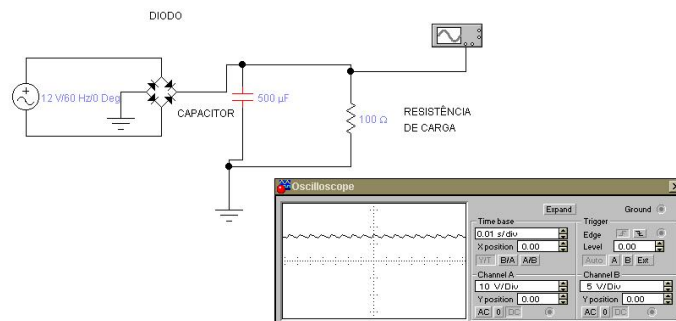 DIODO
12 V/60 Hz/0 Deg
CAPACITOR
500 µF
100 Ω
RESISTÊNCIA
DE CARGA
Oscilloscope
Expand
Ground
Time base
0.01 s/div
X position 0.00
Y/T B/A A/B
Trigger
Edge
Level 0.00
Auto A B Ext
Channel A
10 V/Div
Y position 0.00
AC 0 DC
Channel B
5 V/Div
Y position 0.00
AC 0 DC